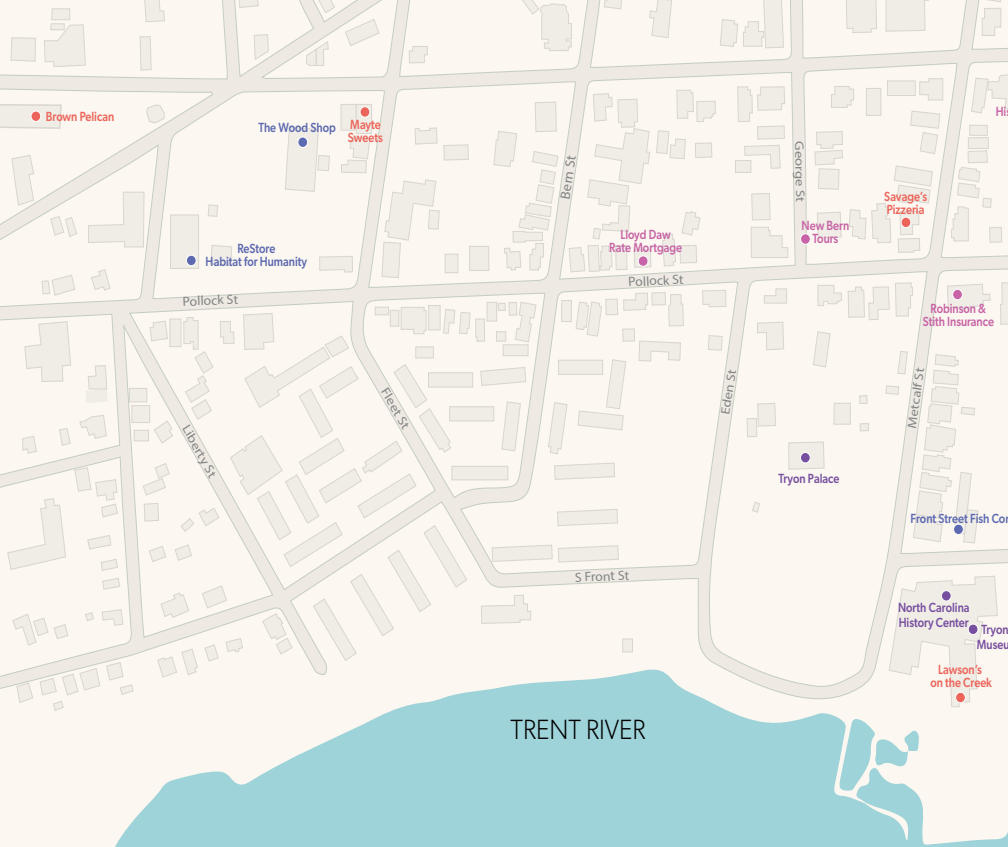 Brown Pelican
The Wood Shop
Mayte
Sweets
Bern St
George St
Savage's
Pizzeria
New Bern
Tours
Lloyd Daw
Rate Mortgage
ReStore
Habitat for Humanity
Pollock St
Pollock St
Robinson &
Stith Insurance
Fleet St
Eden St
Metcalf St
Liberty St
Tryon Palace
Front Street Fish
S Front St
North Carolina
History Center
Tryon
Lawson's
on the Creek
TRENT RIVER